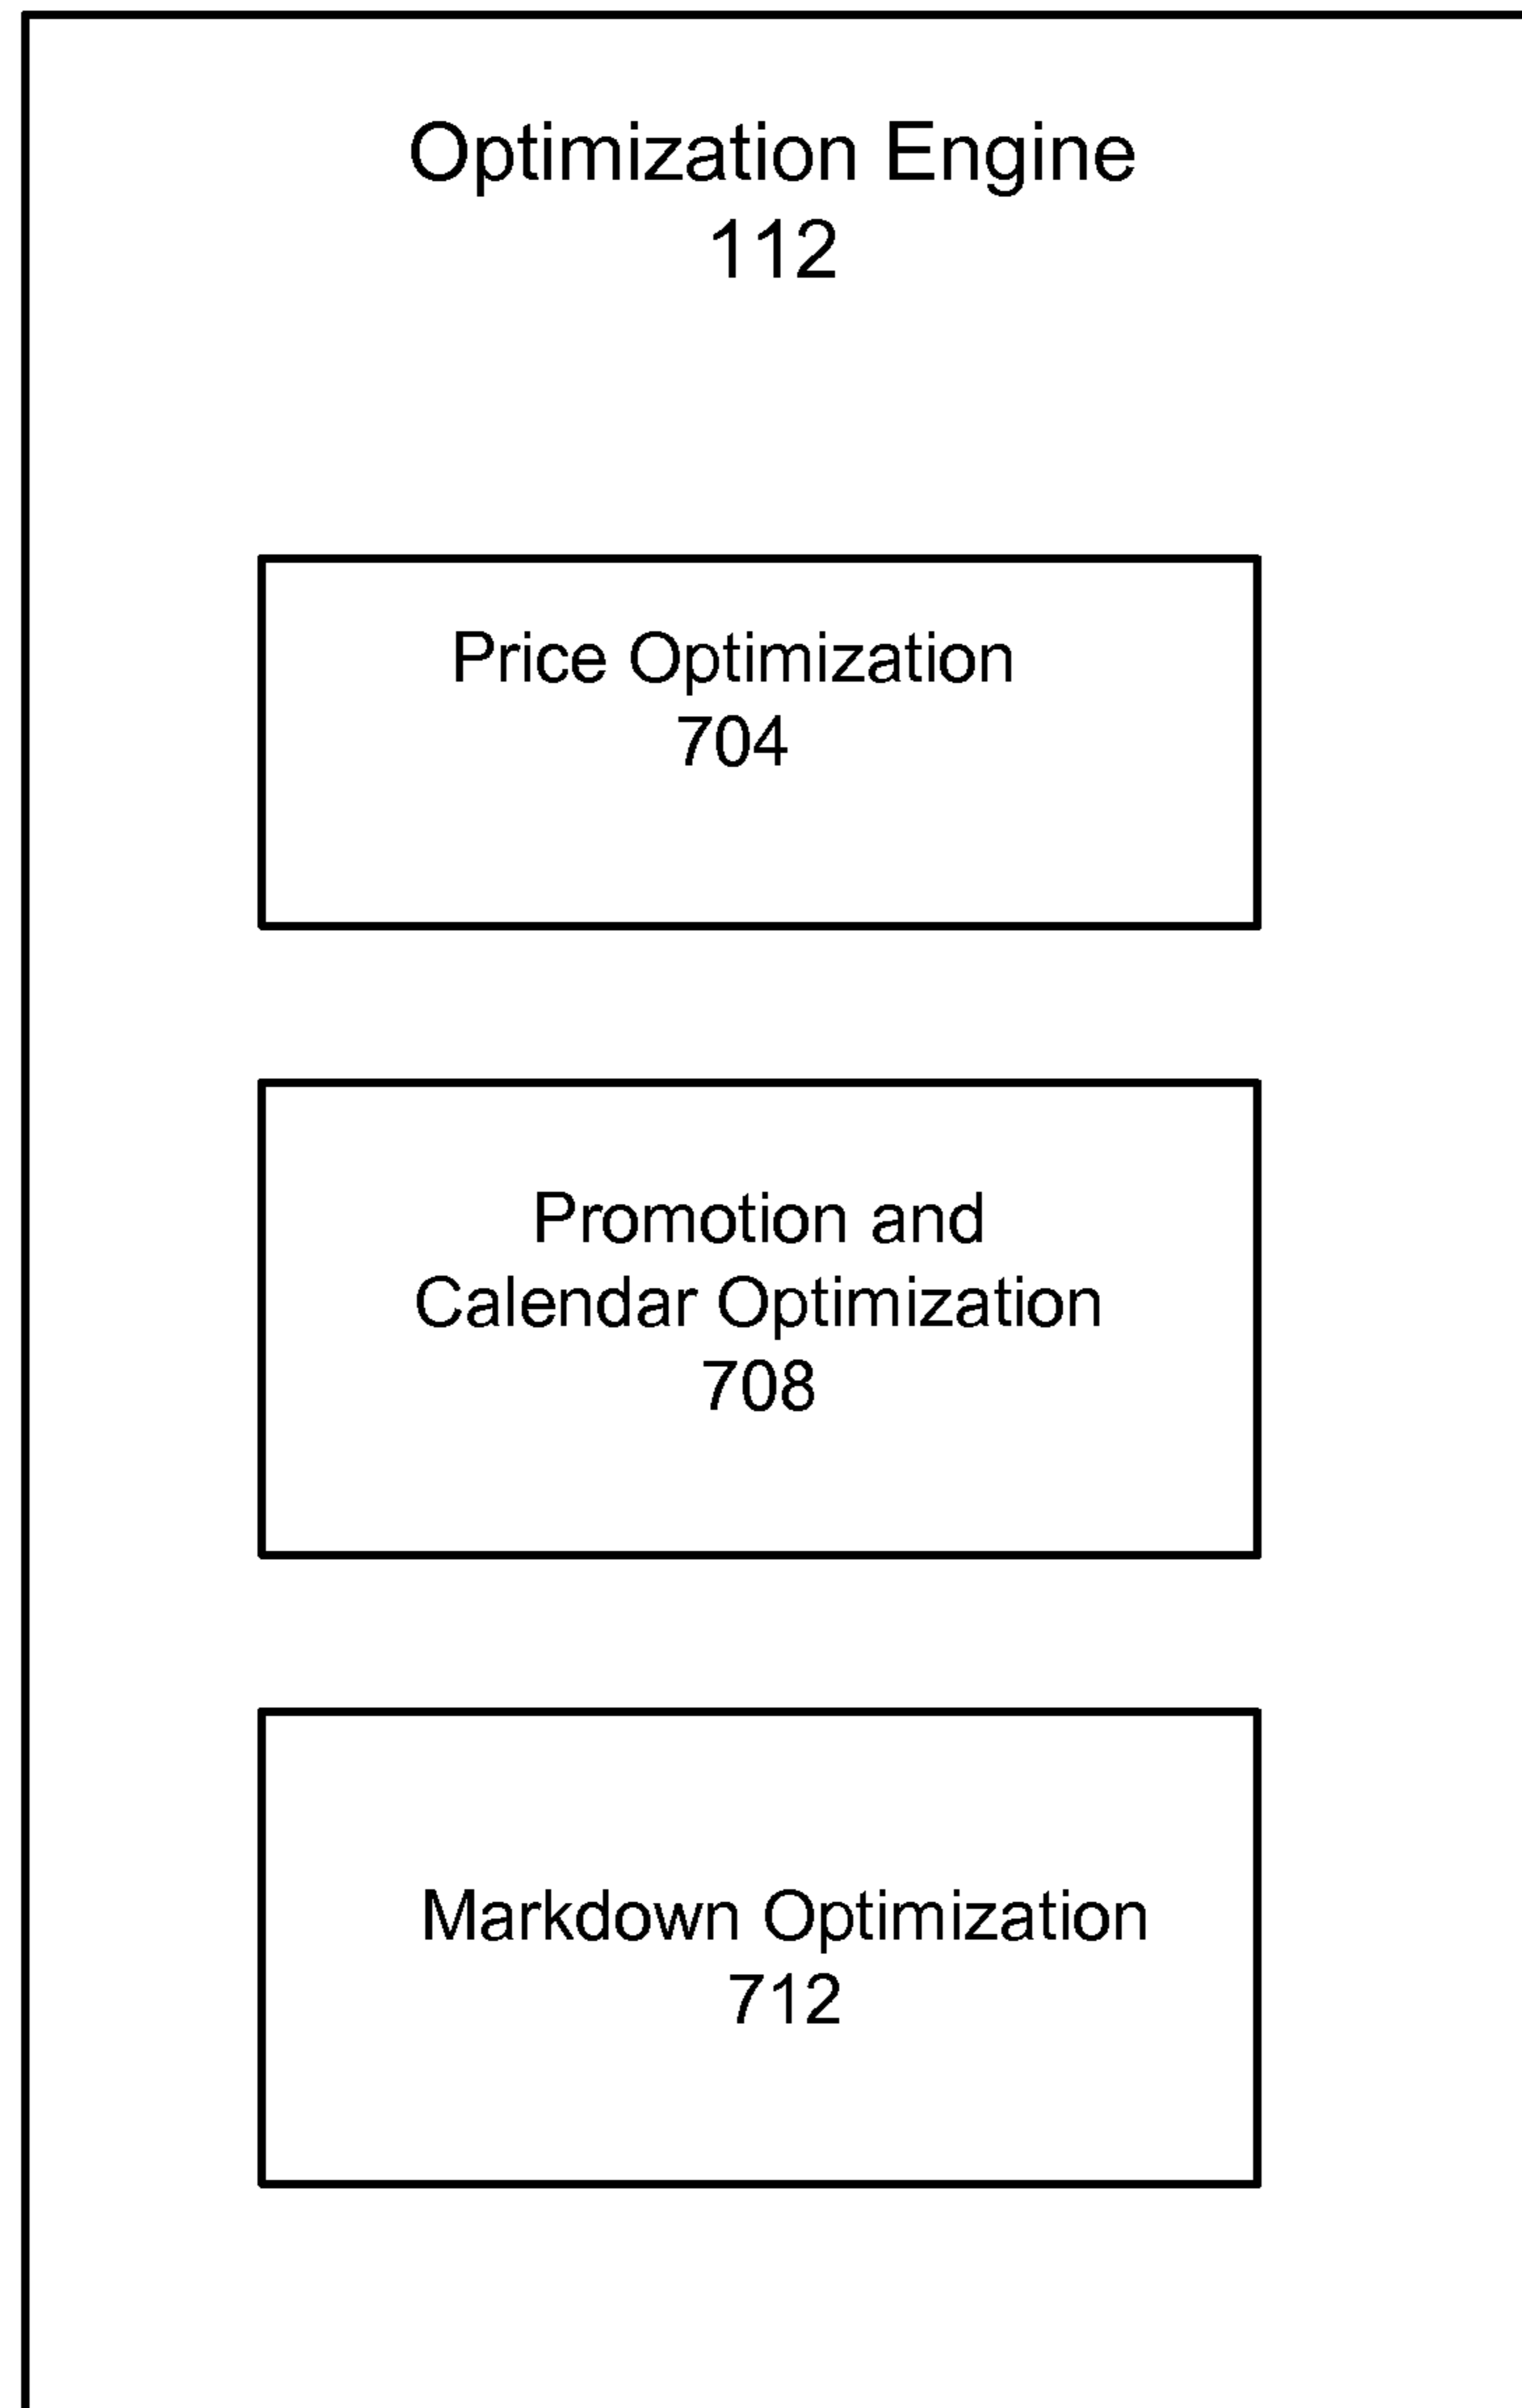 Optimization Engine
112
Price Optimization
704
Promotion and
Calendar Optimization
708
Markdown Optimization
712